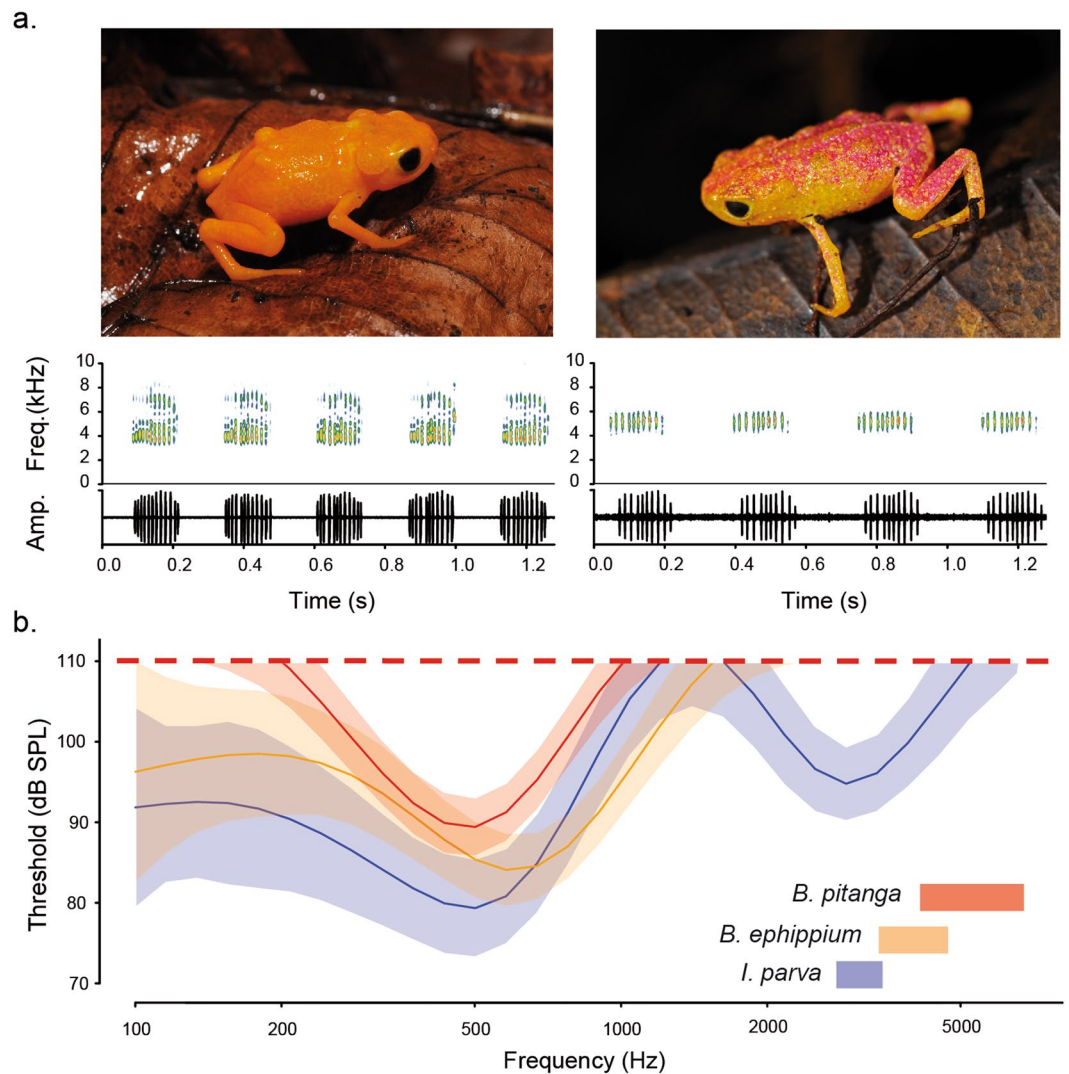 a.
Freq.(kHz)
10
8
6
4
2
0
10
8
6
4
2
0
Amp.
0.0 0.2 0.4 0.6 0.8 1.0 1.2
0.0 0.2 0.4 0.6 0.8 1.0 1.2
Time (s)
Time (s)
b.
Threshold (dB SPL)
110
100
90
80
70
B. pitanga
B. ephippium
I. parva
100 200 500 1000 2000 5000
Frequency (Hz)